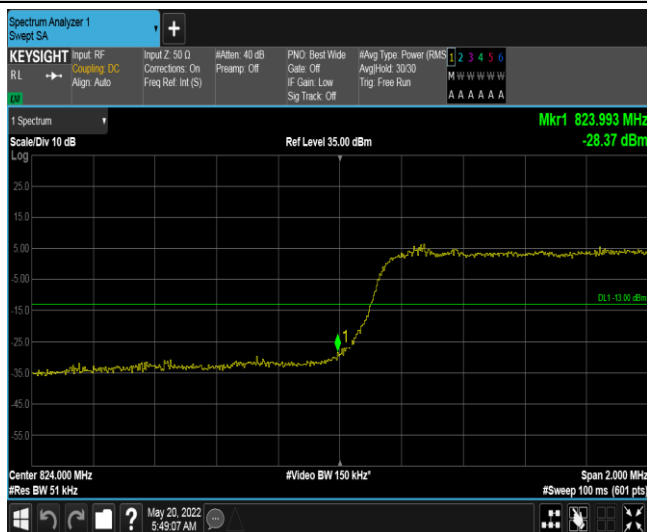 Spectrum Analyzer 1
Swept SA
+
KEYSIGHT
RL
Input: RF
Coupling: DC
Align: Auto
Input Z: 50 Ω
Corrections: On
Freq Ref: Int (S)
#Atten: 40 dB
Preamp: Off
PNO: Best Wide
Gate: Off
IF Gain: Low
Sig Track: Off
#Avg Type: Power (RMS
Avg|Hold: 30/30
Trig: Free Run
1 2 3 4 5 6
M W W W W W
A A A A A A
1 Spectrum
Mkr1 823.993 MHz
Scale/Div 10 dB
Ref Level 35.00 dBm
-28.37 dBm
Log
25.0
15.0
5.00
-5.00
DL1 -13.00 dBm
-15.0
-25.0
1
-35.0
-45.0
-55.0
Center 824.000 MHz
#Video BW 150 kHz*
Span 2.000 MHz
#Res BW 51 kHz
#Sweep 100 ms (601 pts)
?
May 20, 2022
5:49:07 AM